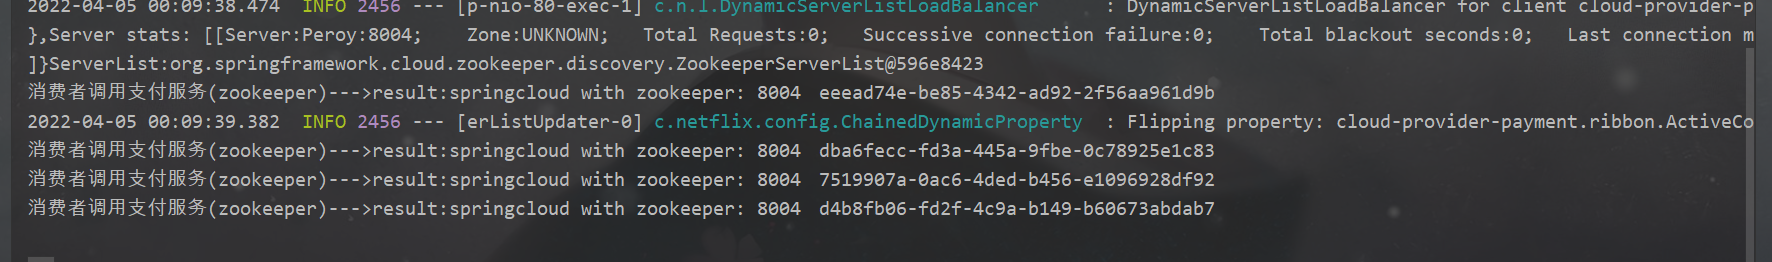 2022-04-05 00:09:38.474  INFO 2456 --- [p-nio-80-exec-1] c.n.l.DynamicServerListLoadBalancer      : DynamicServerListLoadBalancer for client cloud-provider-p
},Server stats: [[Server:Peroy:8004;    Zone:UNKNOWN;   Total Requests:0;   Successive connection failure:0;    Total blackout seconds:0;   Last connection m
]}ServerList:org.springframework.cloud.zookeeper.discovery.ZookeeperServerList@596e8423
消费者调用支付服务(zookeeper)--->result:springcloud with zookeeper: 8004  eeead74e-be85-4342-ad92-2f56aa961d9b
2022-04-05 00:09:39.382  INFO 2456 --- [erListUpdater-0] c.netflix.config.ChainedDynamicProperty  : Flipping property: cloud-provider-payment.ribbon.ActiveCo
消费者调用支付服务(zookeeper)--->result:springcloud with zookeeper: 8004  dba6fecc-fd3a-445a-9fbe-0c78925e1c83
消费者调用支付服务(zookeeper)--->result:springcloud with zookeeper: 8004  7519907a-0ac6-4ded-b456-e1096928df92
消费者调用支付服务(zookeeper)--->result:springcloud with zookeeper: 8004  d4b8fb06-fd2f-4c9a-b149-b60673abdab7